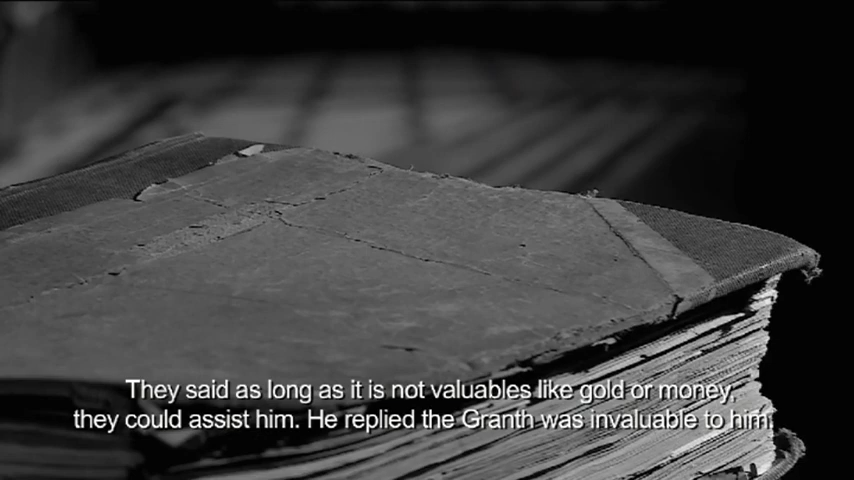 They said as long as it is not valuables like gold or money,
they could assist him. He replied the Granth was invaluable to him.